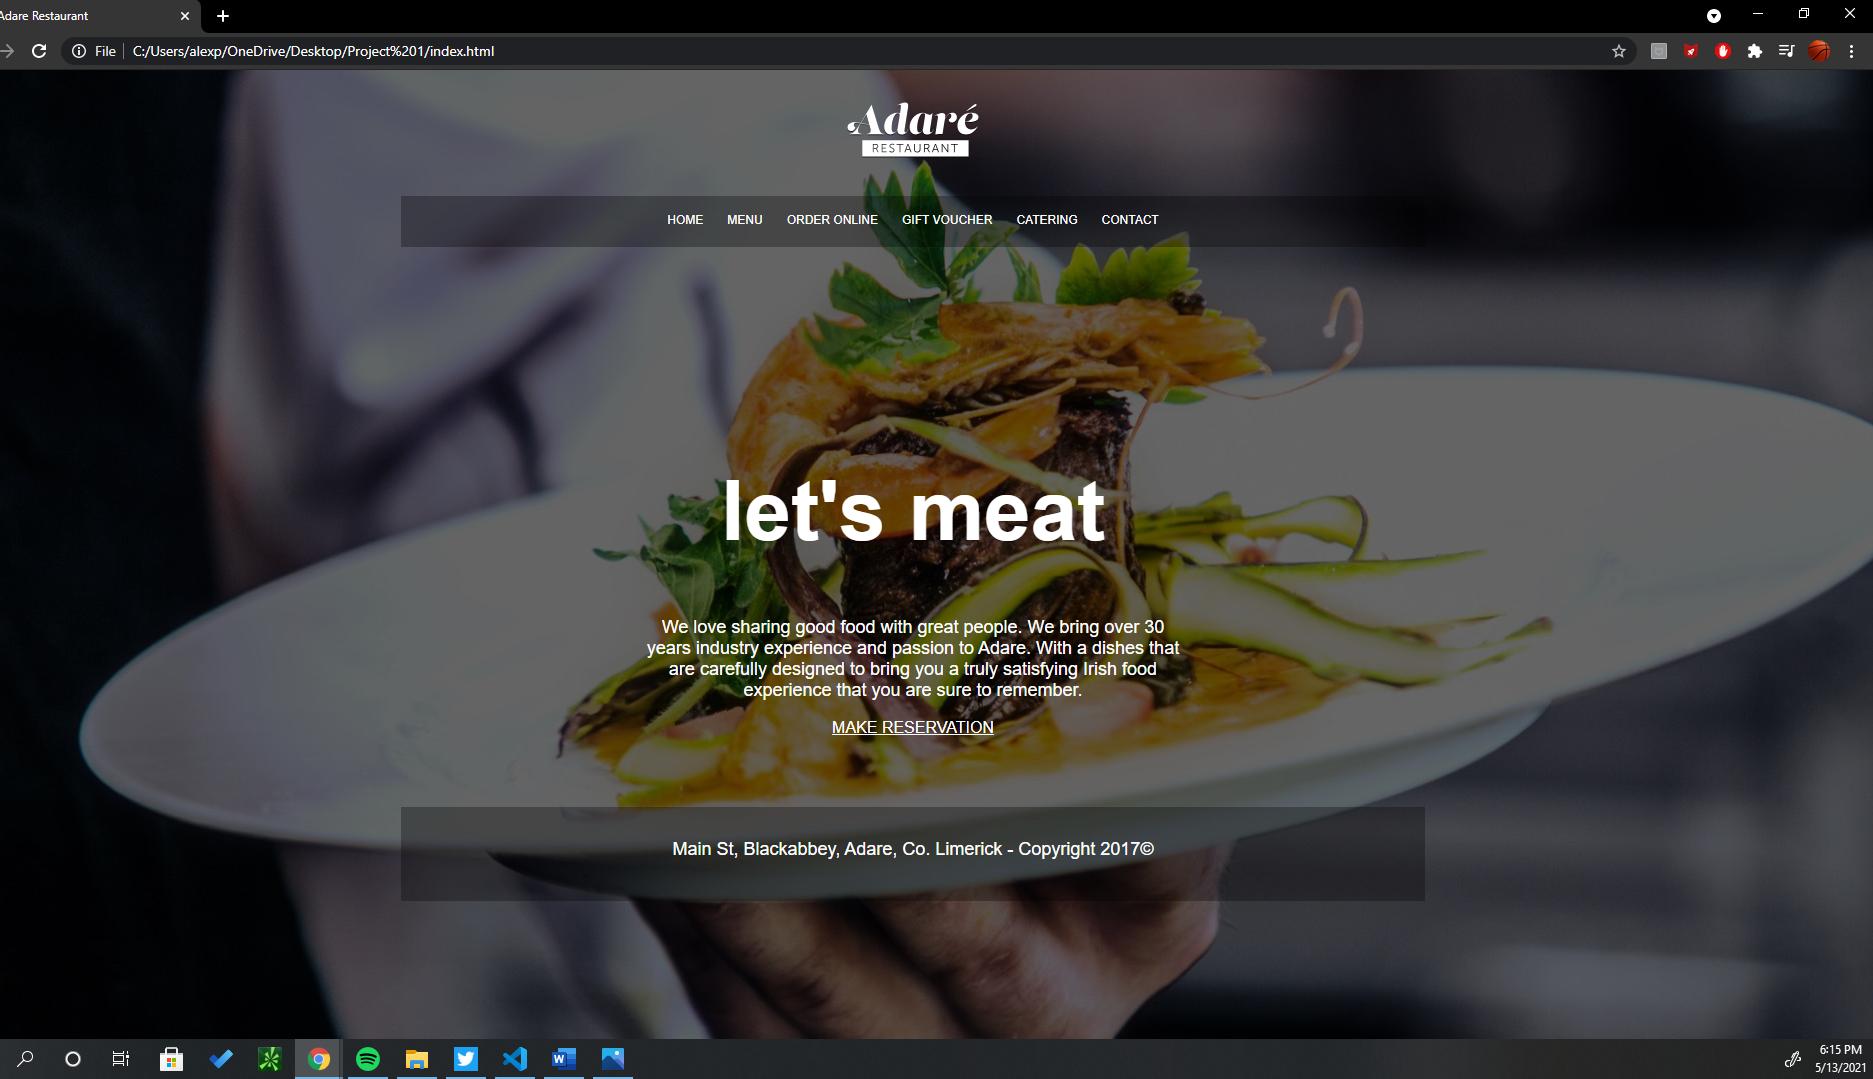 Adare Restaurant
File
C:/Users/alexp/OneDrive/Desktop/Project%201/index.html
Adaré
RESTAURANT
HOME MENU ORDER ONLINE GIFT VOUCHER CATERING CONTACT
let's meat
We love sharing good food with great people. We bring over 30
years industry experience and passion to Adare. With a dishes that
are carefully designed to bring you a truly satisfying Irish food
experience that you are sure to remember.
MAKE RESERVATION
Main St, Blackabbey, Adare, Co. Limerick - Copyright 2017©
6:15 PM
5/13/2021